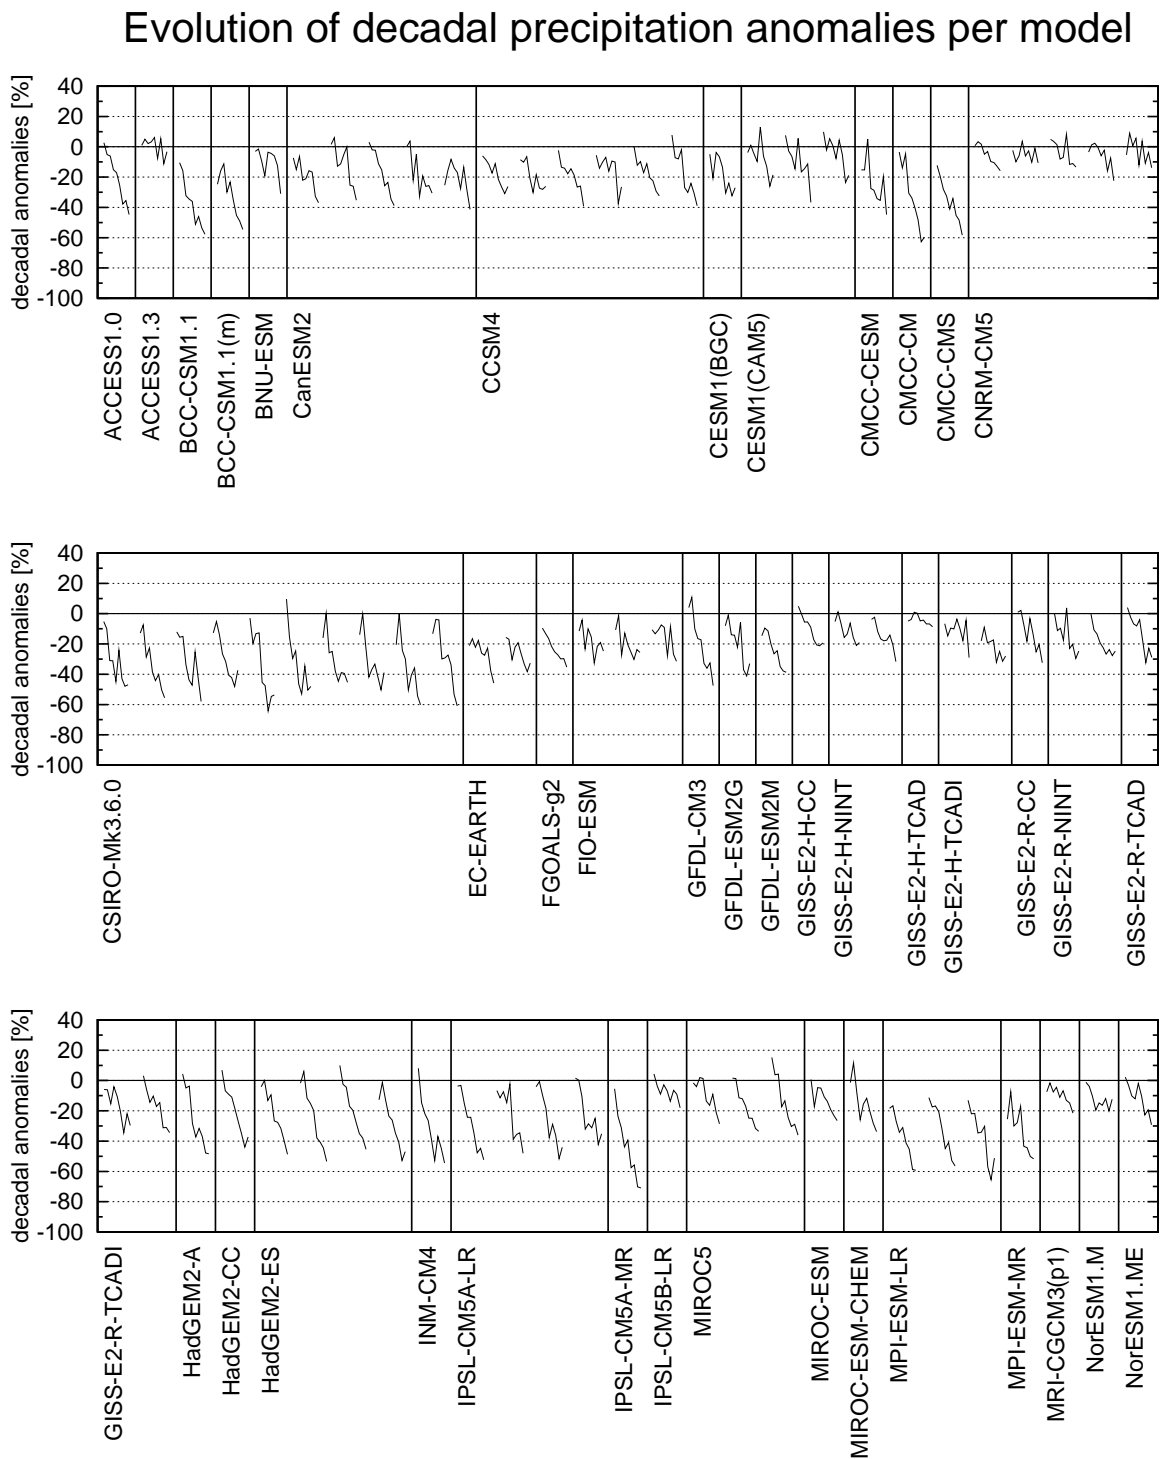 Evolution of decadal precipitation anomalies per model
decadal anomalies [%]
40
20
0
-20
-40
-60
-80
-100
ACCESS1.0
ACCESS1.3
BCC-CSM1.1
BCC-CSM1.1(m)
BNU-ESM
CanESM2
CCSM4
CESM1(BGC)
CESM1(CAM5)
CMCC-CESM
CMCC-CM
CMCC-CMS
CNRM-CM5
decadal anomalies [%]
40
20
0
-20
-40
-60
-80
-100
CSIRO-Mk3.6.0
EC-EARTH
FGOALS-g2
FIO-ESM
GFDL-CM3
GFDL-ESM2G
GFDL-ESM2M
GISS-E2-H-CC
GISS-E2-H-NINT
GISS-E2-H-TCAD
GISS-E2-H-TCADI
GISS-E2-R-CC
GISS-E2-R-NINT
GISS-E2-R-TCAD
decadal anomalies [%]
40
20
0
-20
-40
-60
-80
-100
GISS-E2-R-TCADI
HadGEM2-A
HadGEM2-CC
HadGEM2-ES
INM-CM4
IPSL-CM5A-LR
IPSL-CM5A-MR
IPSL-CM5B-LR
MIROC5
MIROC-ESM
MIROC-ESM-CHEM
MPI-ESM-LR
MPI-ESM-MR
MRI-CGCM3(p1)
NorESM1.M
NorESM1.ME